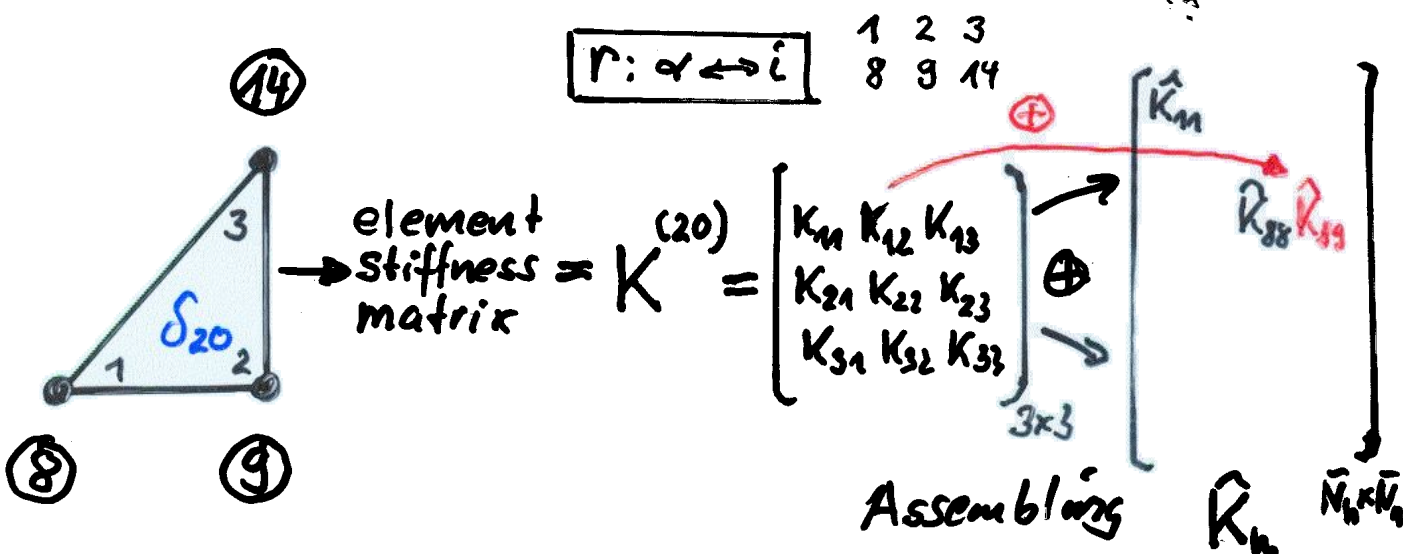 r: α ↔ i
1 2 3
8 9 14
14
3
δ₂₀
1 2
8 9
→ element stiffness matrix = K⁽²⁰⁾ =
K₁₁ K₁₂ K₁₃
K₂₁ K₂₂ K₂₃
K₃₁ K₃₂ K₃₃
3×3
⊕
⊕
K̂₁₁
K̂₈₈ K̂₈₉
Assembling K̂ₕ N̄ₕ×N̄ₕ